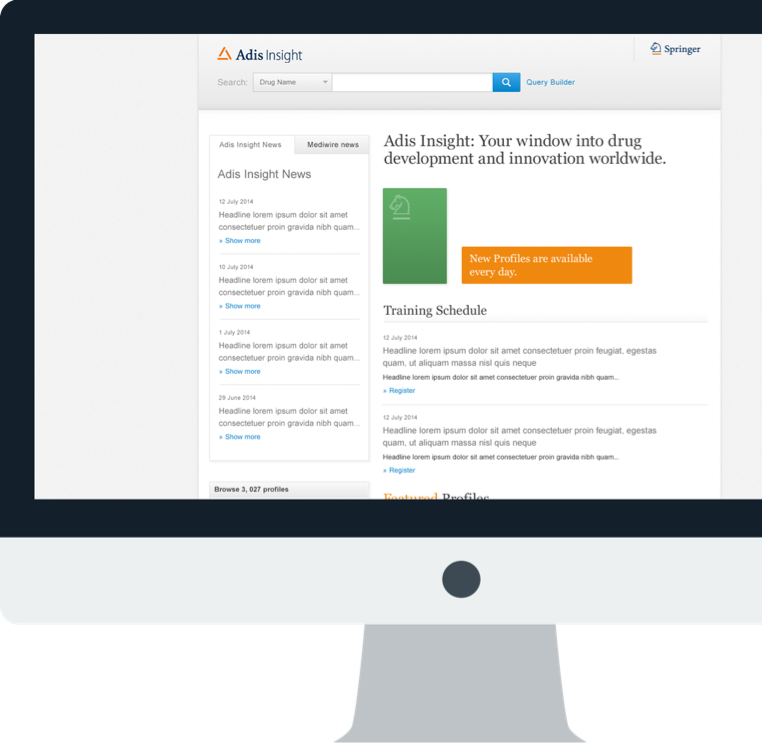 Adis Insight
Springer
Search:
Drug Name
Query Builder
Adis Insight News
Mediwire news
Adis Insight News
12 July 2014
Headline lorem ipsum dolor sit amet
consectetuer proin gravida nibh quam...
» Show more
10 July 2014
Headline lorem ipsum dolor sit amet
consectetuer proin gravida nibh quam...
» Show more
1 July 2014
Headline lorem ipsum dolor sit amet
consectetuer proin gravida nibh quam...
» Show more
29 June 2014
Headline lorem ipsum dolor sit amet
consectetuer proin gravida nibh quam...
» Show more
Browse 3, 027 profiles
Adis Insight: Your window into drug
development and innovation worldwide.
New Profiles are available
every day.
Training Schedule
12 July 2014
Headline lorem ipsum dolor sit amet consectetuer proin feugiat, egestas
quam, ut aliquam massa nisl quis neque
Headline lorem ipsum dolor sit amet consectetuer proin gravida nibh quam...
» Register
12 July 2014
Headline lorem ipsum dolor sit amet consectetuer proin feugiat, egestas
quam, ut aliquam massa nisl quis neque
Headline lorem ipsum dolor sit amet consectetuer proin gravida nibh quam...
» Register
Featured Profiles